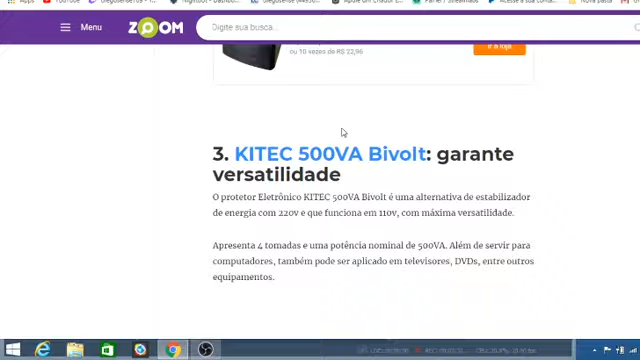 Apps
YouTube
Nova pasta
Menu
ZOOM
Digite sua busca...
ou 10 vezes de R$ 22,96
Ir à loja
3. KITEC 500VA Bivolt: garante
versatilidade
O protetor Eletrônico KITEC 500VA Bivolt é uma alternativa de estabilizador
de energia com 220v e que funciona em 110v, com máxima versatilidade.
Apresenta 4 tomadas e uma potência nominal de 500VA. Além de servir para
computadores, também pode ser aplicado em televisores, DVDs, entre outros
equipamentos.